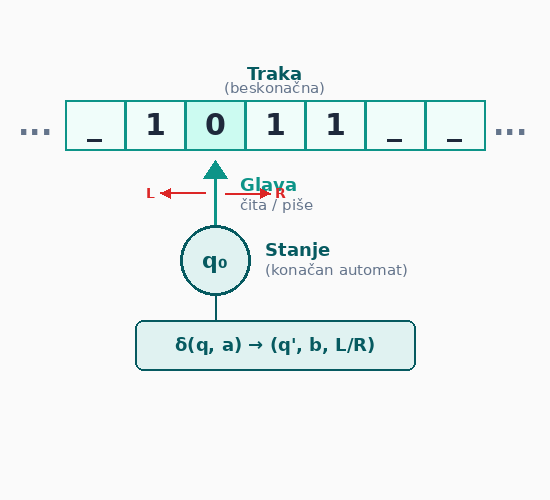 Traka
(beskonačna)
... _ 1 0 1 1 _ _ ...
Glava
L R
čita / piše
q₀
Stanje
(konačan automat)
δ(q, a) → (q', b, L/R)